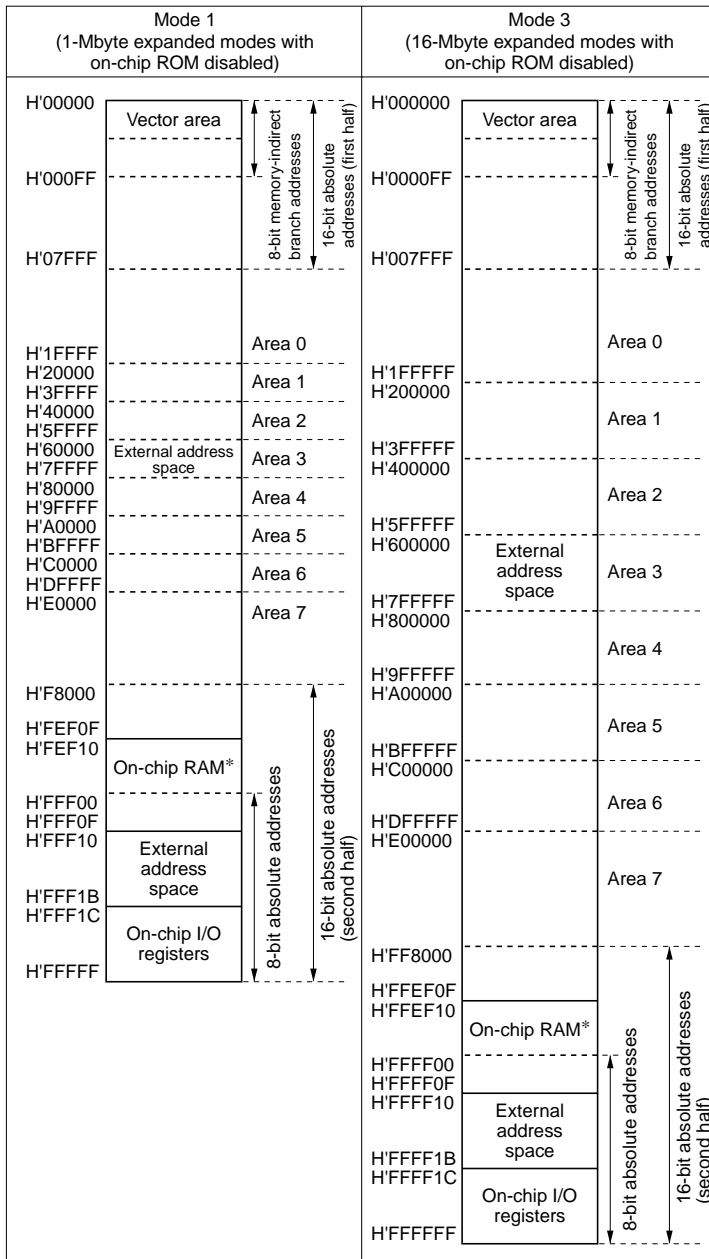 Mode 1
(1-Mbyte expanded modes with
on-chip ROM disabled)
H'00000
Vector area
H'000FF
H'07FFF
8-bit memory-indirect
branch addresses
16-bit absolute
addresses (first half)
H'1FFFF
Area 0
H'20000
H'3FFFF
Area 1
H'40000
H'5FFFF
Area 2
H'60000
H'7FFFF
External address
space
Area 3
H'80000
H'9FFFF
Area 4
H'A0000
H'BFFFF
Area 5
H'C0000
H'DFFFF
Area 6
H'E0000
Area 7
H'F8000
H'FEF0F
H'FEF10
On-chip RAM*
H'FFF00
H'FFF0F
H'FFF10
External
address
space
H'FFF1B
H'FFF1C
On-chip I/O
registers
H'FFFFF
8-bit absolute addresses
16-bit absolute addresses
(second half)
Mode 3
(16-Mbyte expanded modes with
on-chip ROM disabled)
H'000000
Vector area
H'0000FF
H'007FFF
8-bit memory-indirect
branch addresses
16-bit absolute
addresses (first half)
Area 0
H'1FFFFF
H'200000
Area 1
H'3FFFFF
H'400000
Area 2
H'5FFFFF
H'600000
External
address
space
Area 3
H'7FFFFF
H'800000
Area 4
H'9FFFFF
H'A00000
Area 5
H'BFFFFF
H'C00000
Area 6
H'DFFFFF
H'E00000
Area 7
H'FF8000
H'FFEF0F
H'FFEF10
On-chip RAM*
H'FFFF00
H'FFFF0F
H'FFFF10
External
address
space
H'FFFF1B
H'FFFF1C
On-chip I/O
registers
H'FFFFFF
8-bit absolute addresses
16-bit absolute addresses
(second half)